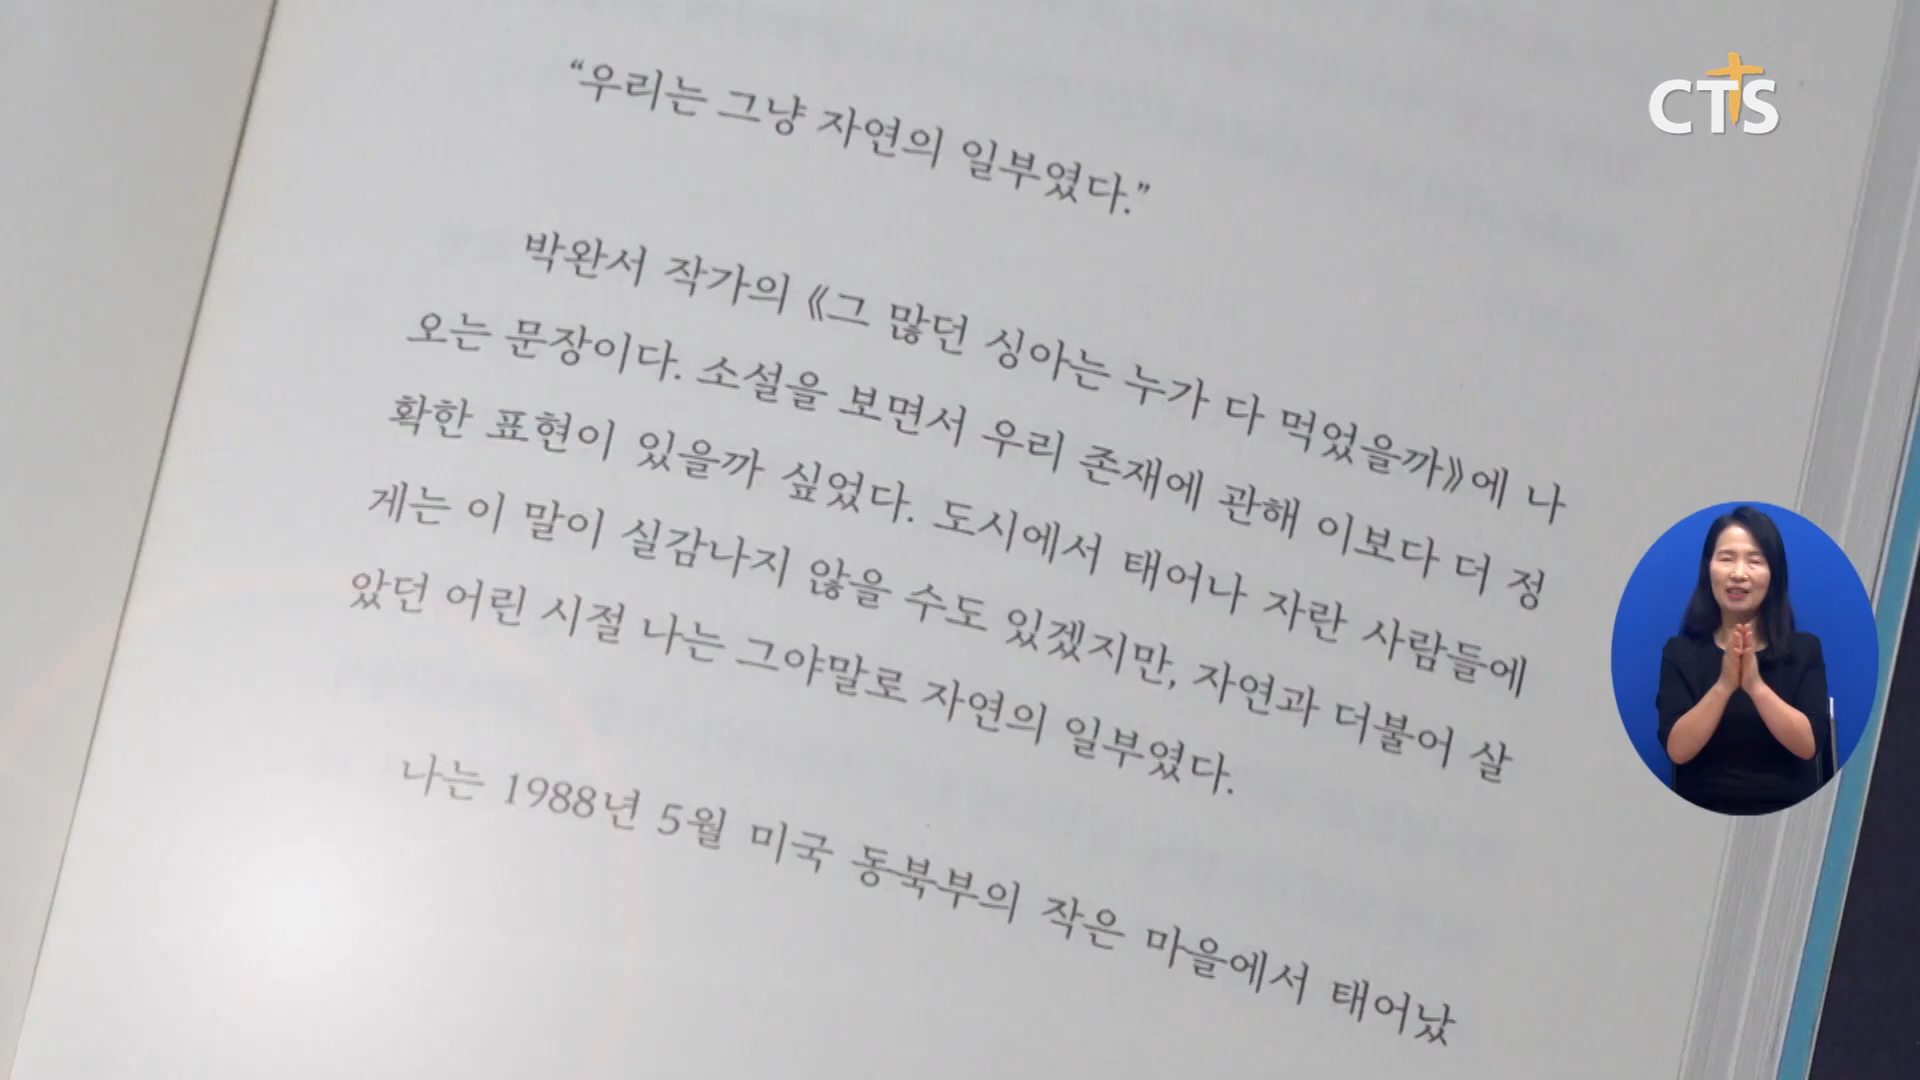 CTS
“우리는 그냥 자연의 일부였다.”
박완서 작가의 《그 많던 싱아는 누가 다 먹었을까》에 나
오는 문장이다. 소설을 보면서 우리 존재에 관해 이보다 더 정
확한 표현이 있을까 싶었다. 도시에서 태어나 자란 사람들에
게는 이 말이 실감나지 않을 수도 있겠지만, 자연과 더불어 살
았던 어린 시절 나는 그야말로 자연의 일부였다.
나는 1988년 5월 미국 동북부의 작은 마을에서 태어났